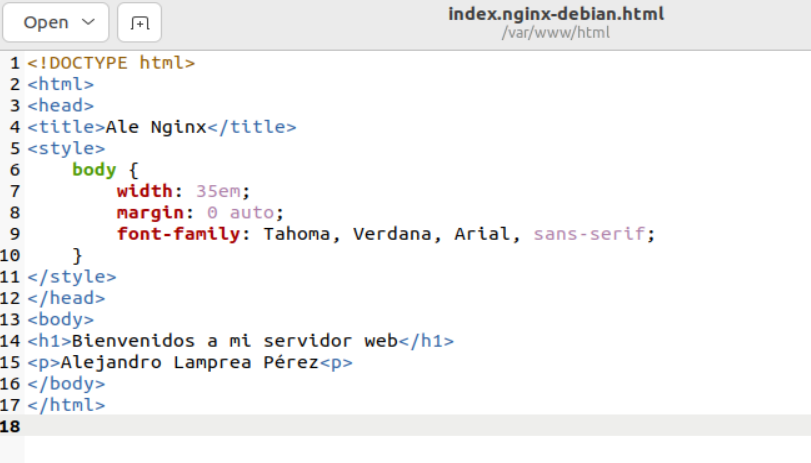 Open
index.nginx-debian.html
/var/www/html
1 <!DOCTYPE html>
2 <html>
3 <head>
4 <title>Ale Nginx</title>
5 <style>
6     body {
7         width: 35em;
8         margin: 0 auto;
9         font-family: Tahoma, Verdana, Arial, sans-serif;
10     }
11 </style>
12 </head>
13 <body>
14 <h1>Bienvenidos a mi servidor web</h1>
15 <p>Alejandro Lamprea Pérez<p>
16 </body>
17 </html>
18